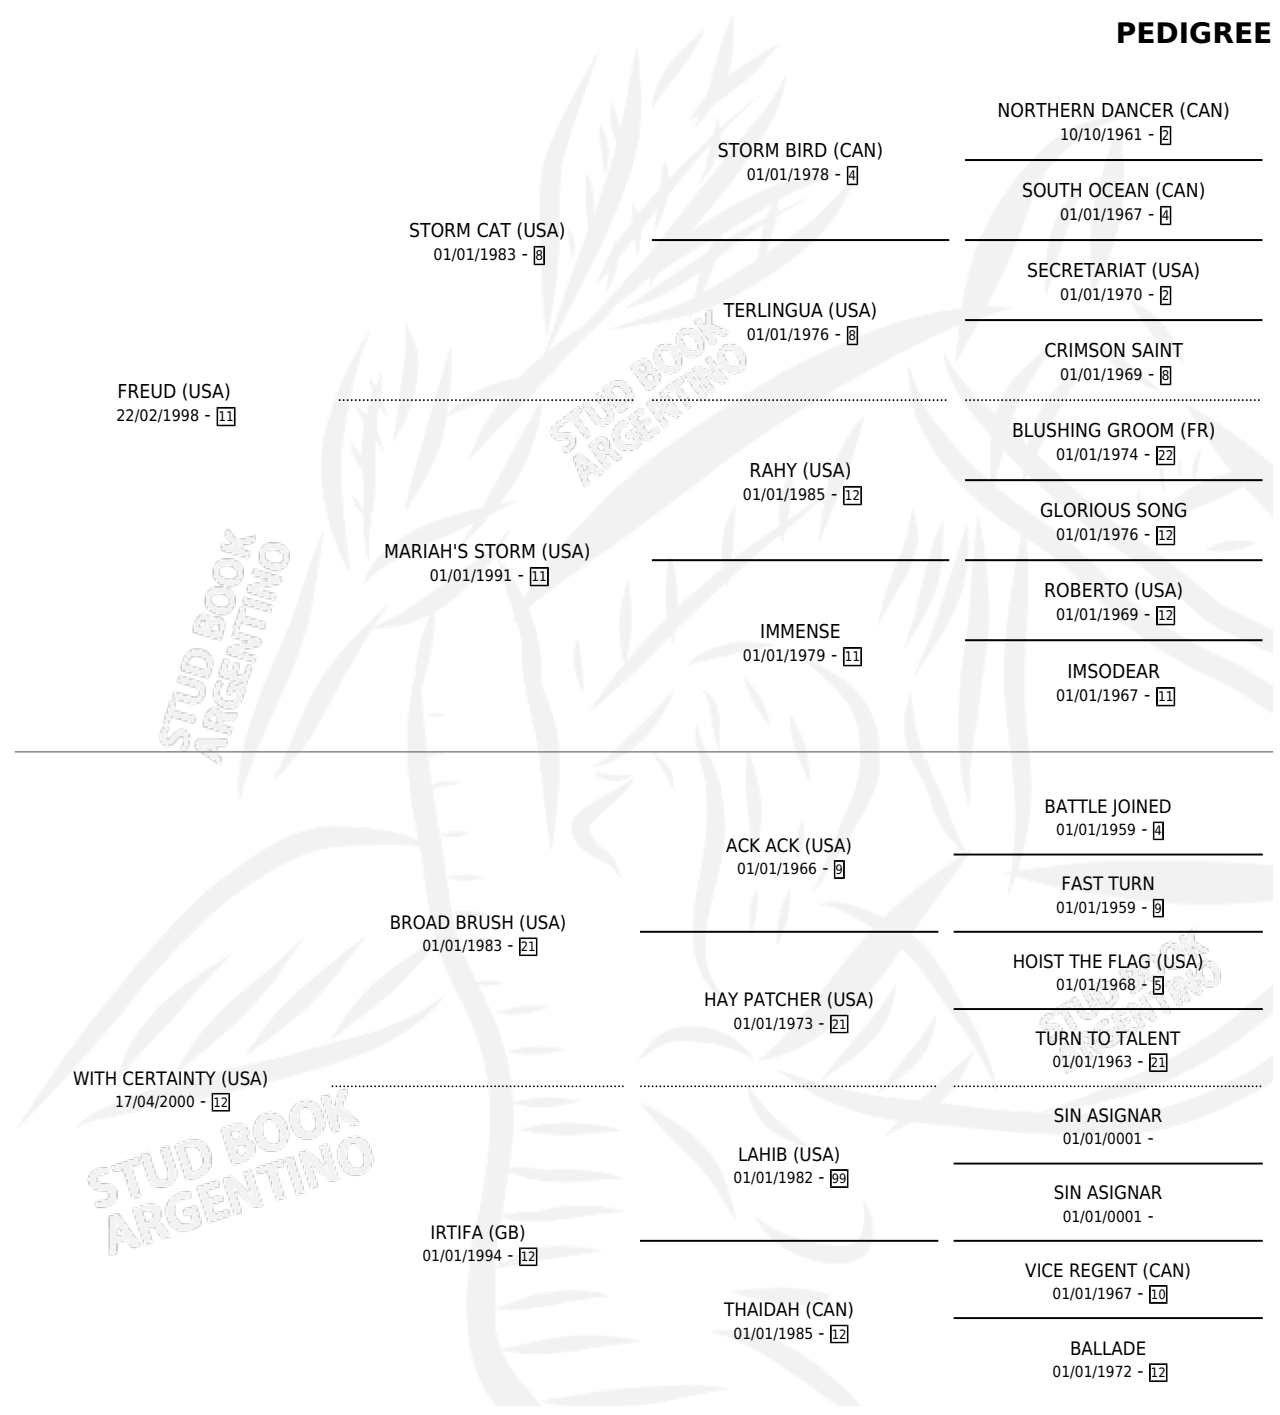 PEDIGREE
NORTHERN DANCER (CAN)
10/10/1961 - 2
STORM BIRD (CAN)
01/01/1978 - 4
SOUTH OCEAN (CAN)
01/01/1967 - 4
STORM CAT (USA)
01/01/1983 - 8
SECRETARIAT (USA)
01/01/1970 - 2
TERLINGUA (USA)
01/01/1976 - 8
CRIMSON SAINT
01/01/1969 - 8
FREUD (USA)
22/02/1998 - 11
STUD BOOK
ARGENTINO
BLUSHING GROOM (FR)
01/01/1974 - 22
RAHY (USA)
01/01/1985 - 12
GLORIOUS SONG
01/01/1976 - 12
MARIAH'S STORM (USA)
01/01/1991 - 11
ROBERTO (USA)
01/01/1969 - 12
IMMENSE
01/01/1979 - 11
IMSODEAR
01/01/1967 - 11
STUD BOOK
ARGENTINO
BATTLE JOINED
01/01/1959 - 4
ACK ACK (USA)
01/01/1966 - 9
FAST TURN
01/01/1959 - 9
BROAD BRUSH (USA)
01/01/1983 - 21
HOIST THE FLAG (USA)
01/01/1968 - 5
HAY PATCHER (USA)
01/01/1973 - 21
STUD BOOK
ARGENTINO
TURN TO TALENT
01/01/1963 - 21
WITH CERTAINTY (USA)
17/04/2000 - 12
STUD BOOK
ARGENTINO
SIN ASIGNAR
01/01/0001 -
LAHIB (USA)
01/01/1982 - 99
SIN ASIGNAR
01/01/0001 -
IRTIFA (GB)
01/01/1994 - 12
VICE REGENT (CAN)
01/01/1967 - 10
THAIDAH (CAN)
01/01/1985 - 12
BALLADE
01/01/1972 - 12